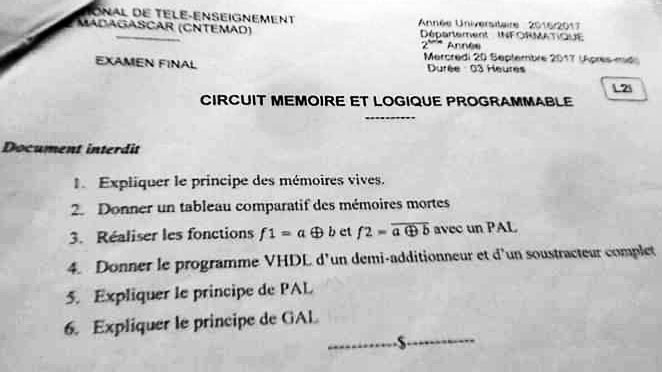 ONAL DE TELE-ENSEIGNEMENT
MADAGASCAR (CNTEMAD)
EXAMEN FINAL
Année Universitaire : 2016/2017
Département : INFORMATIQUE
2ème Année
Mercredi 20 Septembre 2017 (Après-midi)
Durée : 03 Heures
L2I
CIRCUIT MEMOIRE ET LOGIQUE PROGRAMMABLE
----------
Document interdit
1. Expliquer le principe des mémoires vives.
2. Donner un tableau comparatif des mémoires mortes
3. Réaliser les fonctions f1 = a ⊕ b et f2 = \overline{a ⊕ b} avec un PAL
4. Donner le programme VHDL d'un demi-additionneur et d'un soustracteur complet
5. Expliquer le principe de PAL
6. Expliquer le principe de GAL
------------$------------